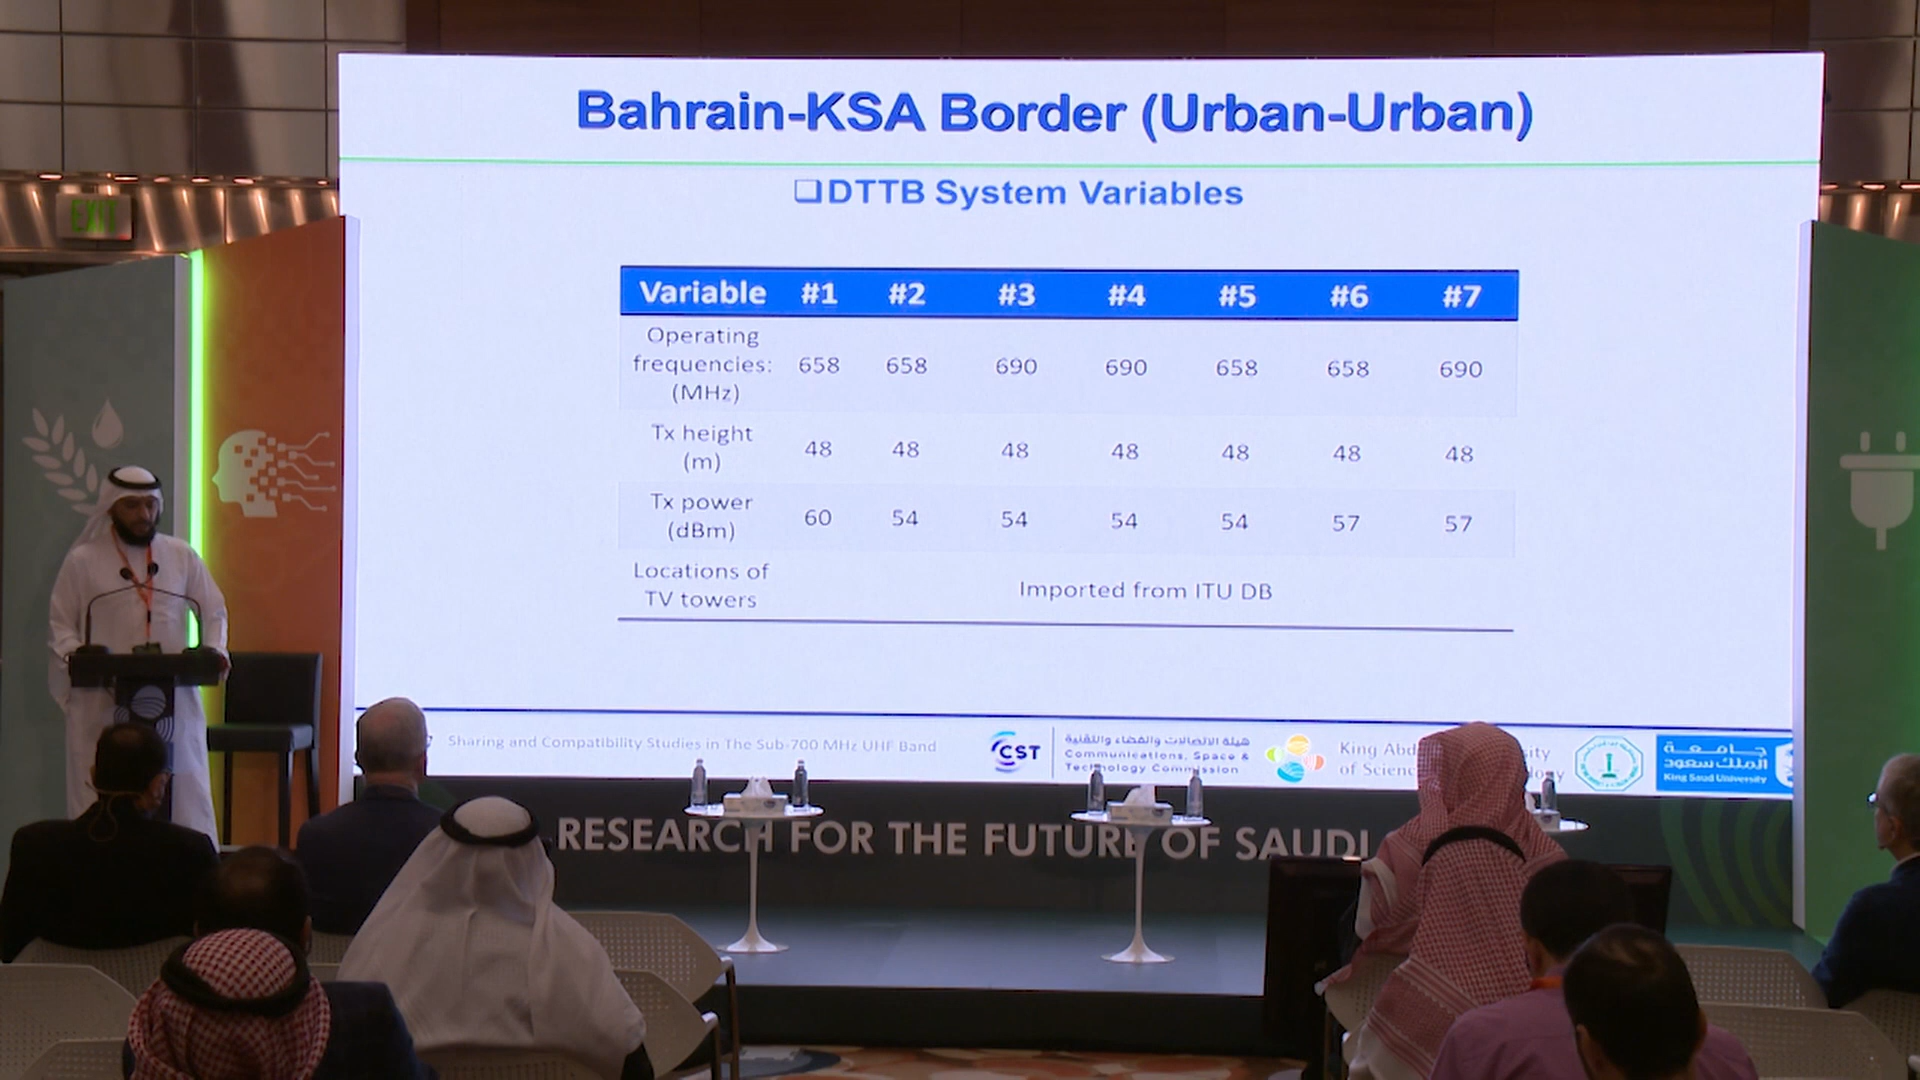 Bahrain-KSA Border (Urban-Urban)
EXIT
❑DTTB System Variables
Variable #1 #2 #3 #4 #5 #6 #7
Operating
frequencies: 658 658 690 690 658 658 690
(MHz)
Tx height
(m) 48 48 48 48 48 48 48
Tx power
(dBm) 60 54 54 54 54 57 57
Locations of
TV towers
Imported from ITU DB
Sharing and Compatibility Studies in The Sub-700 MHz UHF Band
CST
هيئة الاتصالات والفضاء والتقنية
Communications, Space &
Technology Commission
King
of
جامعة
الملك سعود
King Saud University
RESEARCH FOR THE FUTURE OF SAUDI